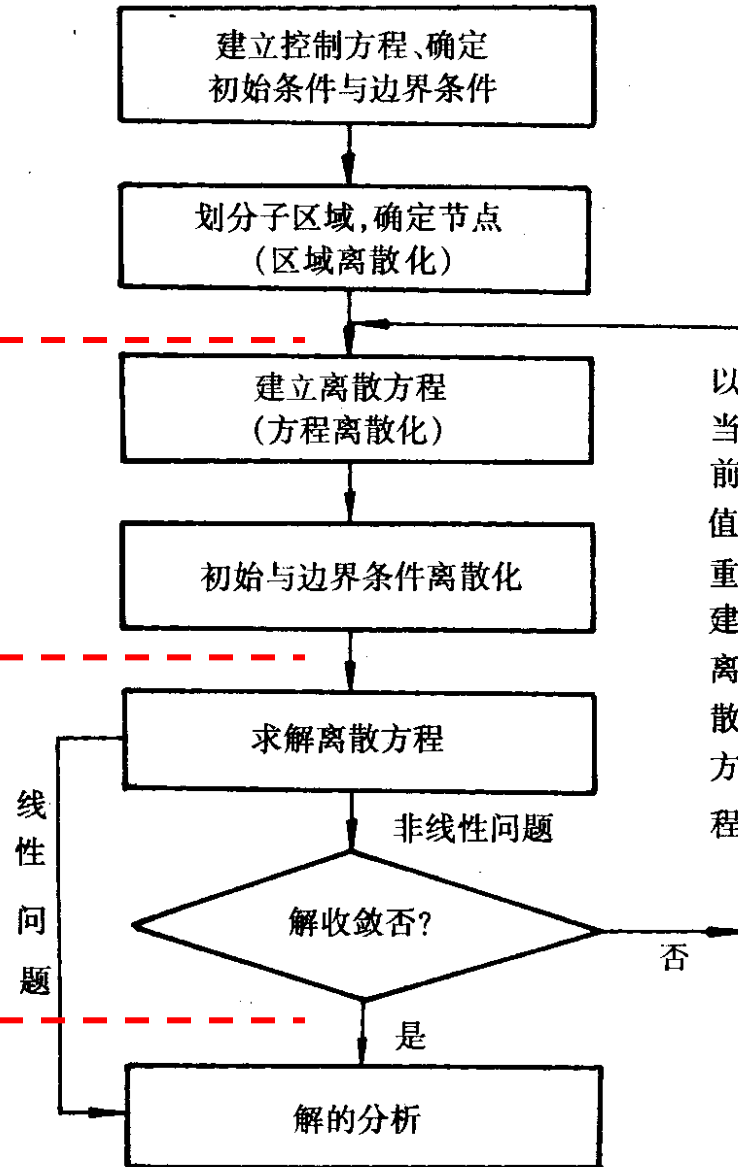 建立控制方程、确定
初始条件与边界条件
划分子区域,确定节点
(区域离散化)
建立离散方程
(方程离散化)
初始与边界条件离散化
求解离散方程
非线性问题
线性问题
解收敛否?
否
是
解的分析
以当前值重建离散方程